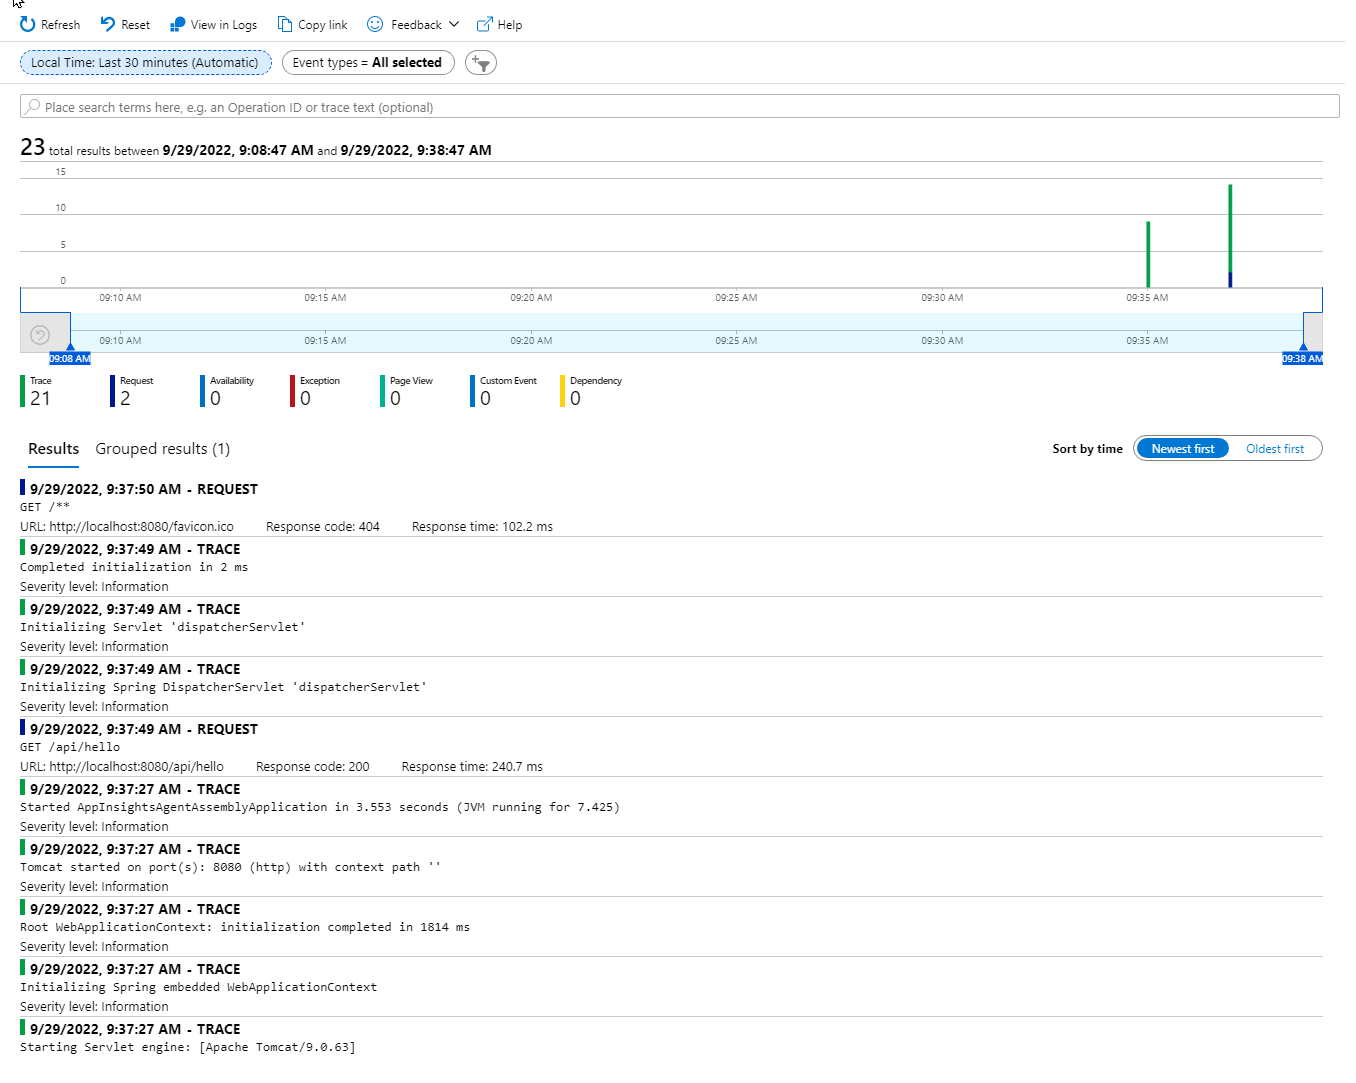 Refresh Reset View in Logs Copy link Feedback Help
Local Time: Last 30 minutes (Automatic) Event types = All selected
Place search terms here, e.g. an Operation ID or trace text (optional)
23 total results between 9/29/2022, 9:08:47 AM and 9/29/2022, 9:38:47 AM
15
10
5
0
09:10 AM 09:15 AM 09:20 AM 09:25 AM 09:30 AM 09:35 AM
09:10 AM 09:15 AM 09:20 AM 09:25 AM 09:30 AM 09:35 AM
09:08 AM 09:38 AM
Trace Request Availability Exception Page View Custom Event Dependency
21 2 0 0 0 0 0
Results Grouped results (1) Sort by time Newest first Oldest first
9/29/2022, 9:37:50 AM - REQUEST
GET /**
URL: http://localhost:8080/favicon.ico Response code: 404 Response time: 102.2 ms
9/29/2022, 9:37:49 AM - TRACE
Completed initialization in 2 ms
Severity level: Information
9/29/2022, 9:37:49 AM - TRACE
Initializing Servlet 'dispatcherServlet'
Severity level: Information
9/29/2022, 9:37:49 AM - TRACE
Initializing Spring DispatcherServlet 'dispatcherServlet'
Severity level: Information
9/29/2022, 9:37:49 AM - REQUEST
GET /api/hello
URL: http://localhost:8080/api/hello Response code: 200 Response time: 240.7 ms
9/29/2022, 9:37:27 AM - TRACE
Started AppInsightsAgentAssemblyApplication in 3.553 seconds (JVM running for 7.425)
Severity level: Information
9/29/2022, 9:37:27 AM - TRACE
Tomcat started on port(s): 8080 (http) with context path ''
Severity level: Information
9/29/2022, 9:37:27 AM - TRACE
Root WebApplicationContext: initialization completed in 1814 ms
Severity level: Information
9/29/2022, 9:37:27 AM - TRACE
Initializing Spring embedded WebApplicationContext
Severity level: Information
9/29/2022, 9:37:27 AM - TRACE
Starting Servlet engine: [Apache Tomcat/9.0.63]